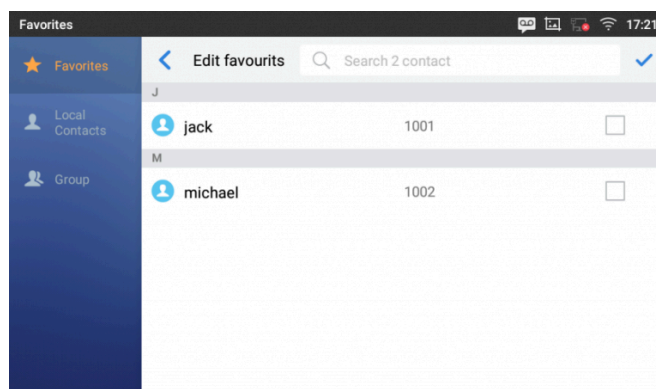 Favorites
17:21
Favorites
Edit favourits
Search 2 contact
J
Local
Contacts
jack
1001
M
Group
michael
1002